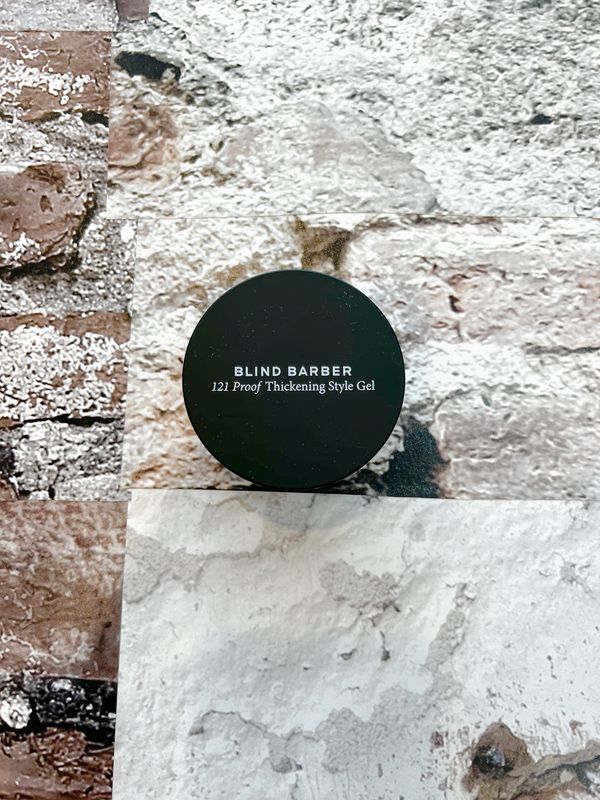 BLIND BARBER
121 Proof Thickening Style Gel